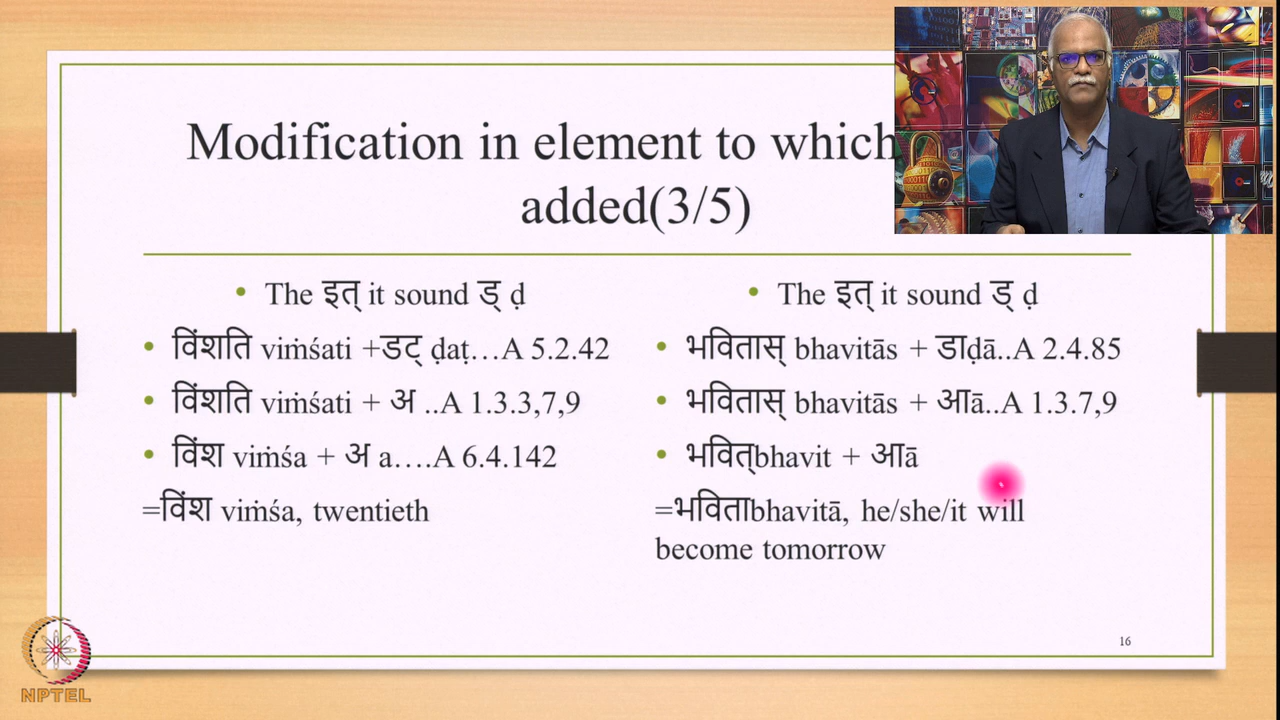 Modification in element to which
added(3/5)
• The इत् it sound ड् ḍ
• विंशति viṁśati +डट् ḍaṭ…A 5.2.42
• विंशति viṁśati + अ ..A 1.3.3,7,9
• विंश viṁśa + अ a….A 6.4.142
=विंश viṁśa, twentieth
• The इत् it sound ड् ḍ
• भवितास् bhavitās + डाḍā..A 2.4.85
• भवितास् bhavitās + आā..A 1.3.7,9
• भवित्bhavit + आā
=भविताbhavitā, he/she/it will
become tomorrow
16
NPTEL